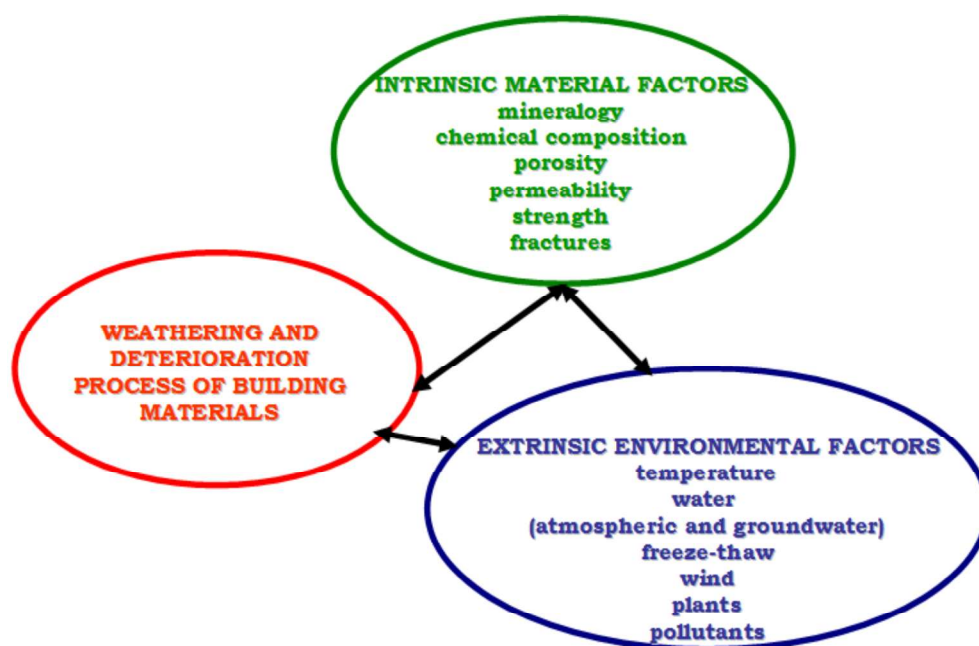 INTRINSIC MATERIAL FACTORS
mineralogy
chemical composition
porosity
permeability
strength
fractures
WEATHERING AND
DETERIORATION
PROCESS OF BUILDING
MATERIALS
EXTRINSIC ENVIRONMENTAL FACTORS
temperature
water
(atmospheric and groundwater)
freeze-thaw
wind
plants
pollutants